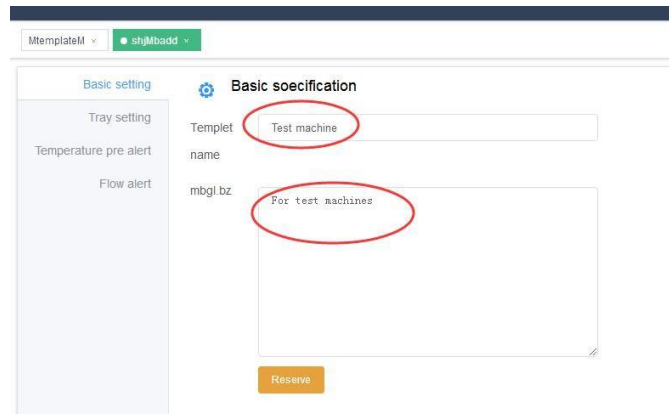 MtemplateM ×
shjMbadd ×
Basic setting
Tray setting
Temperature pre alert
Flow alert
Basic soecification
Templet name
Test machine
mbgl.bz
For test machines
Reserve